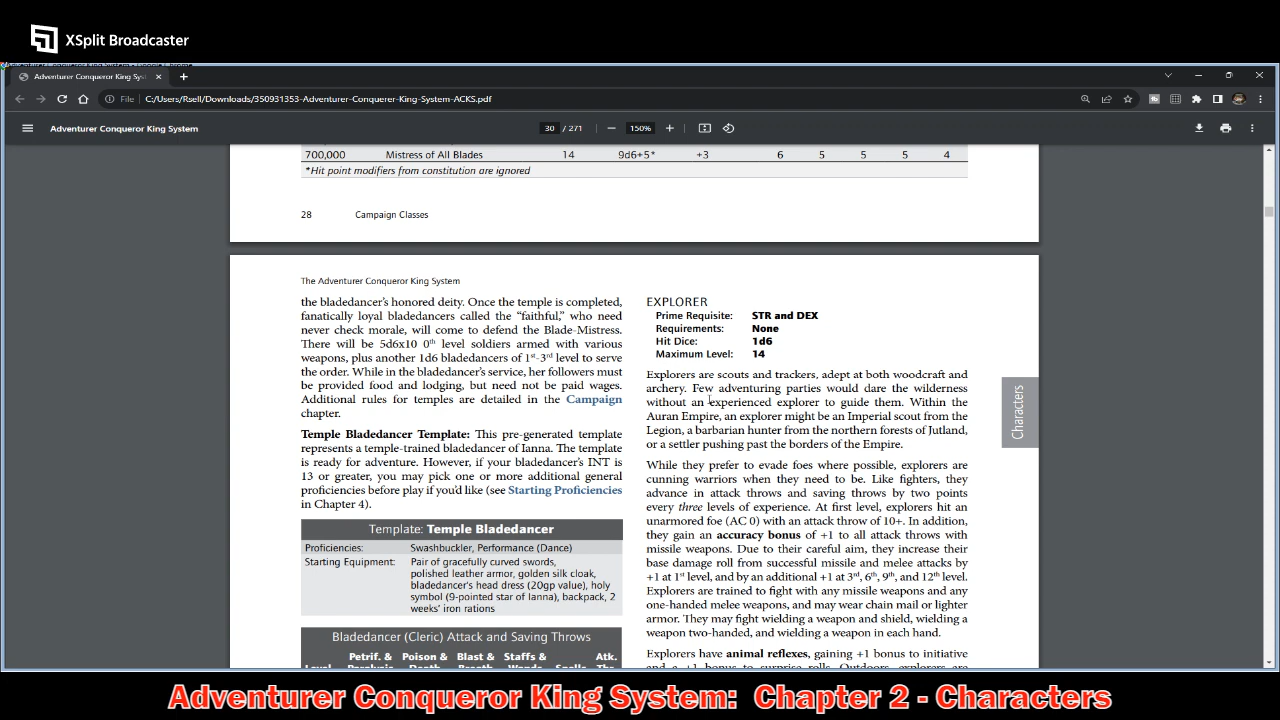 XSplit Broadcaster
Adventurer Conqueror King Sys
File C:/Users/Rsell/Downloads/350931353-Adventurer-Conquerer-King-System-ACKS.pdf
Adventurer Conqueror King System 30 / 271 150%
700,000 Mistress of All Blades 14 9d6+5* +3 6 5 5 5 4
*Hit point modifiers from constitution are ignored
28 Campaign Classes
The Adventurer Conqueror King System
the bladedancer's honored deity. Once the temple is completed,
fanatically loyal bladedancers called the "faithful," who need
never check morale, will come to defend the Blade-Mistress.
There will be 5d6x10 0th level soldiers armed with various
weapons, plus another 1d6 bladedancers of 1st-3rd level to serve
the order. While in the bladedancer's service, her followers must
be provided food and lodging, but need not be paid wages.
Additional rules for temples are detailed in the Campaign
chapter.
Temple Bladedancer Template: This pre-generated template
represents a temple-trained bladedancer of Ianna. The template
is ready for adventure. However, if your bladedancer's INT is
13 or greater, you may pick one or more additional general
proficiencies before play if you'd like (see Starting Proficiencies
in Chapter 4).
Template: Temple Bladedancer
Proficiencies: Swashbuckler, Performance (Dance)
Starting Equipment: Pair of gracefully curved swords,
polished leather armor, golden silk cloak,
bladedancer's head dress (20gp value), holy
symbol (9-pointed star of Ianna), backpack, 2
weeks' iron rations
Bladedancer (Cleric) Attack and Saving Throws
Petrif. & Poison & Blast & Staffs & Atk.
Level Paralysis Death Breath Wands Spells Throw
EXPLORER
Prime Requisite: STR and DEX
Requirements: None
Hit Dice: 1d6
Maximum Level: 14
Explorers are scouts and trackers, adept at both woodcraft and
archery. Few adventuring parties would dare the wilderness
without an experienced explorer to guide them. Within the
Auran Empire, an explorer might be an Imperial scout from the
Legion, a barbarian hunter from the northern forests of Jutland,
or a settler pushing past the borders of the Empire.
While they prefer to evade foes where possible, explorers are
cunning warriors when they need to be. Like fighters, they
advance in attack throws and saving throws by two points
every three levels of experience. At first level, explorers hit an
unarmored foe (AC 0) with an attack throw of 10+. In addition,
they gain an accuracy bonus of +1 to all attack throws with
missile weapons. Due to their careful aim, they increase their
base damage roll from successful missile and melee attacks by
+1 at 1st level, and by an additional +1 at 3rd, 6th, 9th, and 12th level.
Explorers are trained to fight with any missile weapons and any
one-handed melee weapons, and may wear chain mail or lighter
armor. They may fight wielding a weapon and shield, wielding a
weapon two-handed, and wielding a weapon in each hand.
Explorers have animal reflexes, gaining +1 bonus to initiative
and a +1 bonus to surprise rolls. Outdoors, explorers are
Characters
Adventurer Conqueror King System: Chapter 2 - Characters